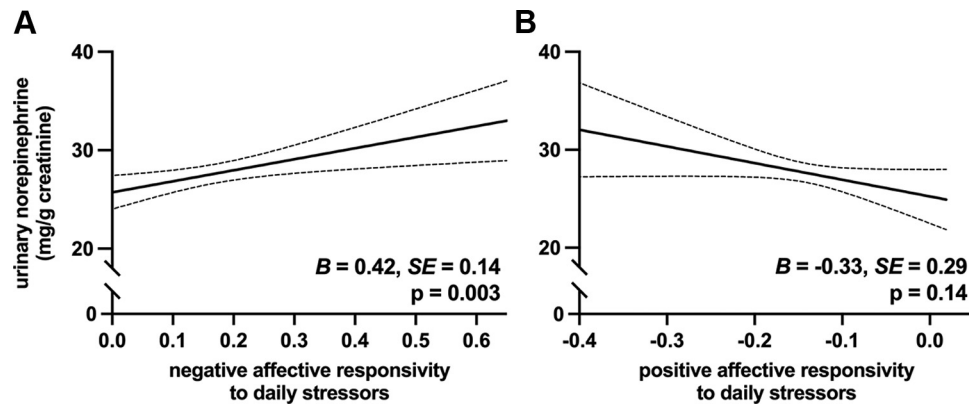 A
urinary norepinephrine
(mg/g creatinine)
40
30
20
0
B = 0.42, SE = 0.14
p = 0.003
0.0 0.1 0.2 0.3 0.4 0.5 0.6
negative affective responsivity
to daily stressors
B
40
30
20
0
B = -0.33, SE = 0.29
p = 0.14
-0.4 -0.3 -0.2 -0.1 0.0
positive affective responsivity
to daily stressors